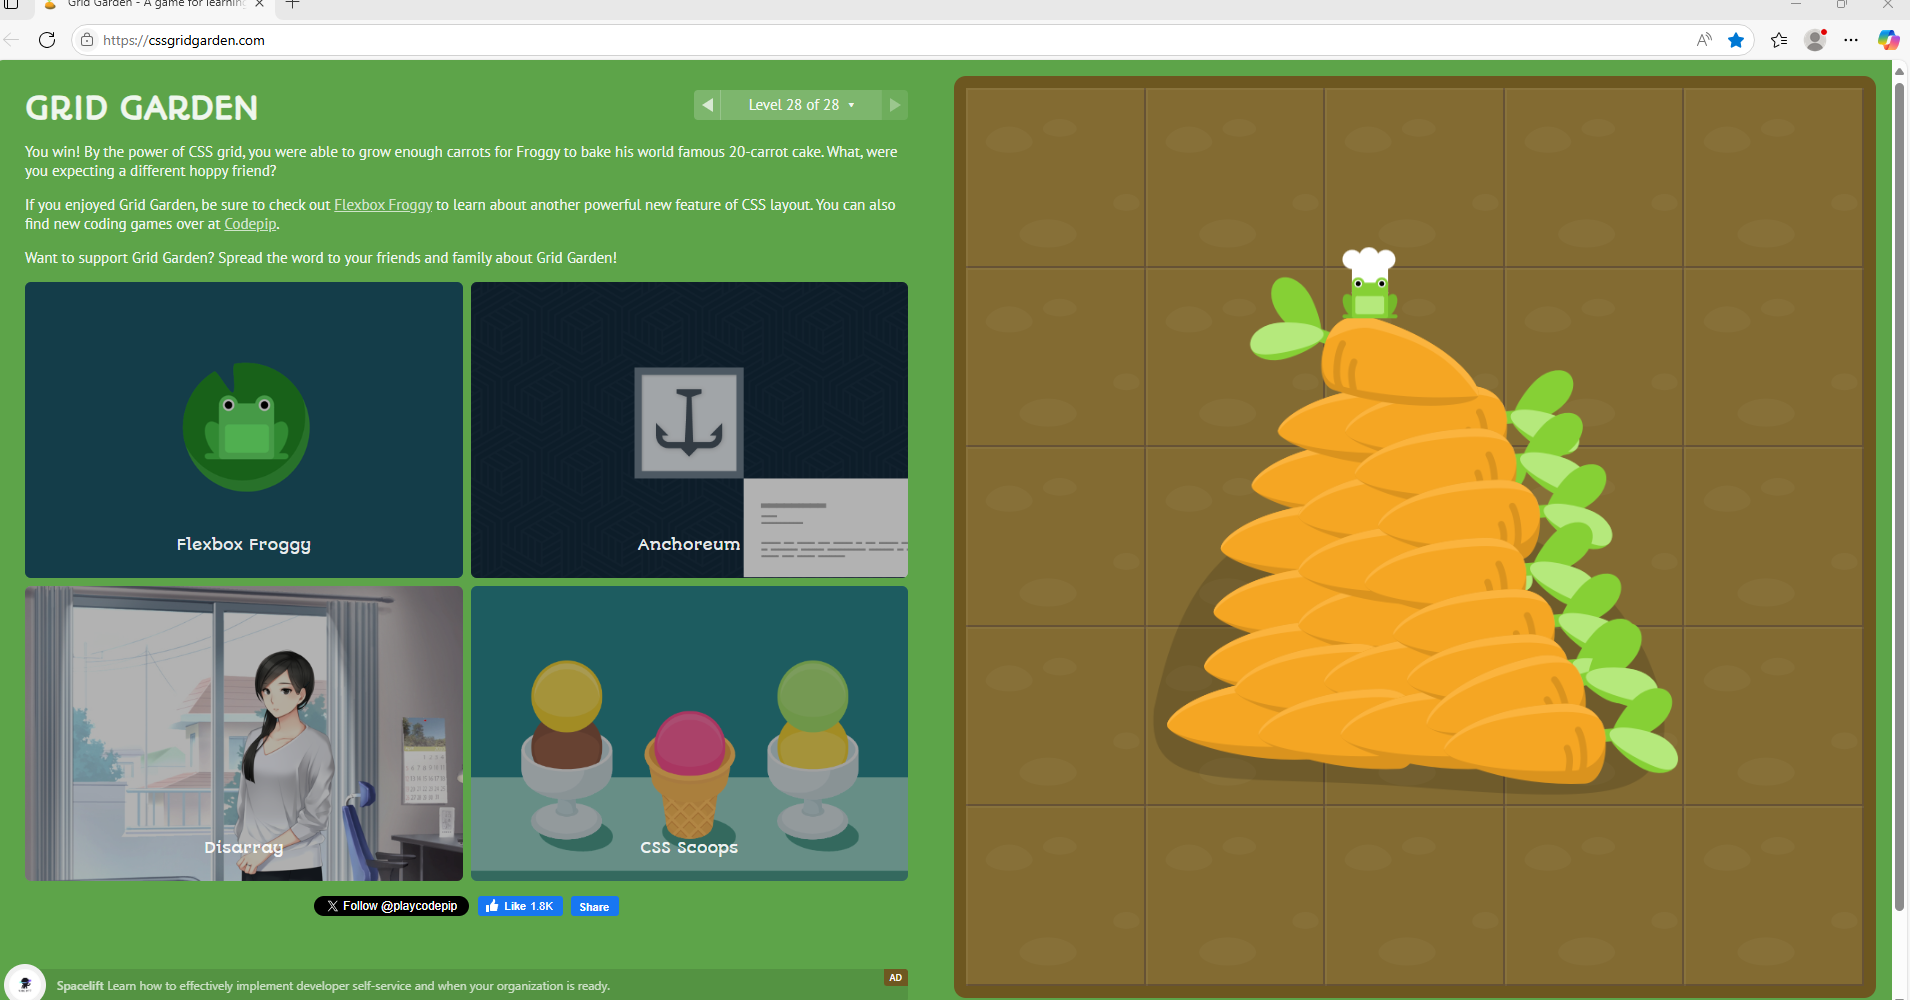 Grid Garden - A game for learning
https://cssgridgarden.com
GRID GARDEN
Level 28 of 28
You win! By the power of CSS grid, you were able to grow enough carrots for Froggy to bake his world famous 20-carrot cake. What, were
you expecting a different hoppy friend?
If you enjoyed Grid Garden, be sure to check out Flexbox Froggy to learn about another powerful new feature of CSS layout. You can also
find new coding games over at Codepip.
Want to support Grid Garden? Spread the word to your friends and family about Grid Garden!
Flexbox Froggy
Anchoreum
Disarray
CSS Scoops
Follow @playcodepip
Like 1.8K
Share
AD
Spacelift Learn how to effectively implement developer self-service and when your organization is ready.